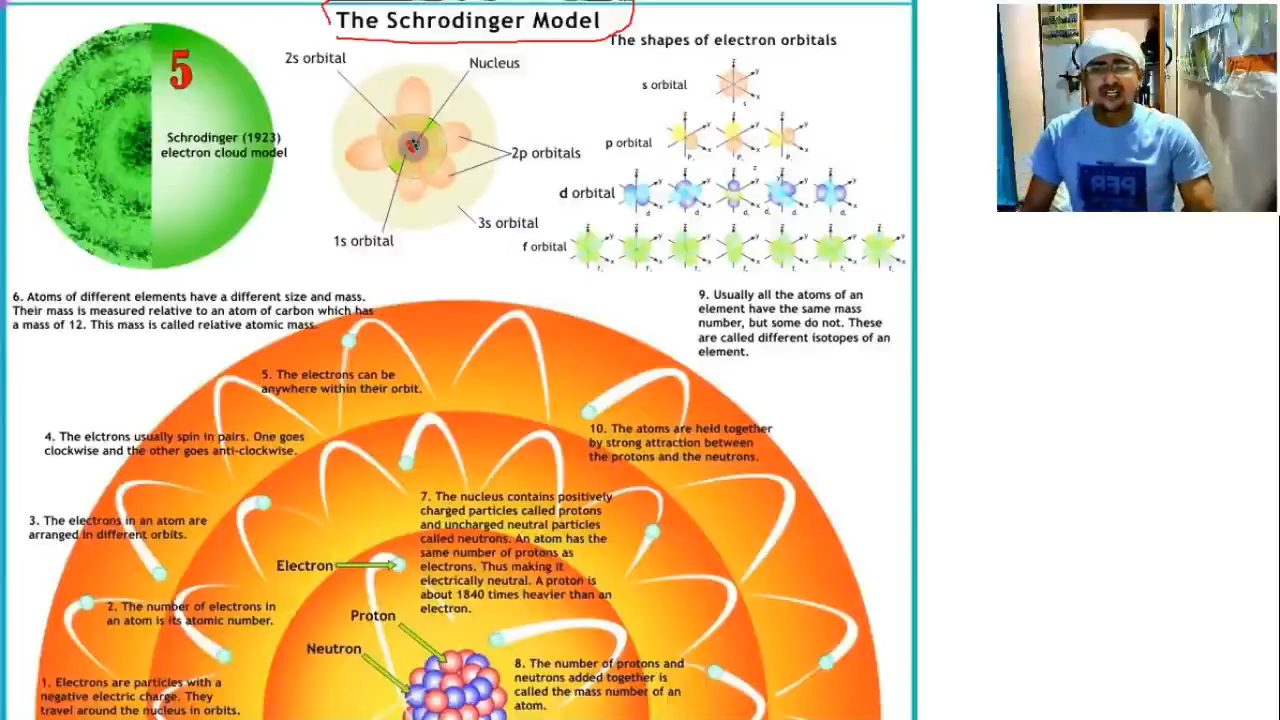 The Schrodinger Model
5
Schrodinger (1923)
electron cloud model
2s orbital
Nucleus
2p orbitals
3s orbital
1s orbital
The shapes of electron orbitals
s orbital
p orbital
d orbital
f orbital
6. Atoms of different elements have a different size and mass.
Their mass is measured relative to an atom of carbon which has
a mass of 12. This mass is called relative atomic mass.
9. Usually all the atoms of an
element have the same mass
number, but some do not. These
are called different isotopes of an
element.
5. The electrons can be
anywhere within their orbit.
4. The elctrons usually spin in pairs. One goes
clockwise and the other goes anti-clockwise.
10. The atoms are held together
by strong attraction between
the protons and the neutrons.
3. The electrons in an atom are
arranged in different orbits.
7. The nucleus contains positively
charged particles called protons
and uncharged neutral particles
called neutrons. An atom has the
same number of protons as
electrons. Thus making it
electrically neutral. A proton is
about 1840 times heavier than an
electron.
Electron
2. The number of electrons in
an atom is its atomic number.
Proton
Neutron
8. The number of protons and
neutrons added together is
called the mass number of an
atom.
1. Electrons are particles with a
negative electric charge. They
travel around the nucleus in orbits.